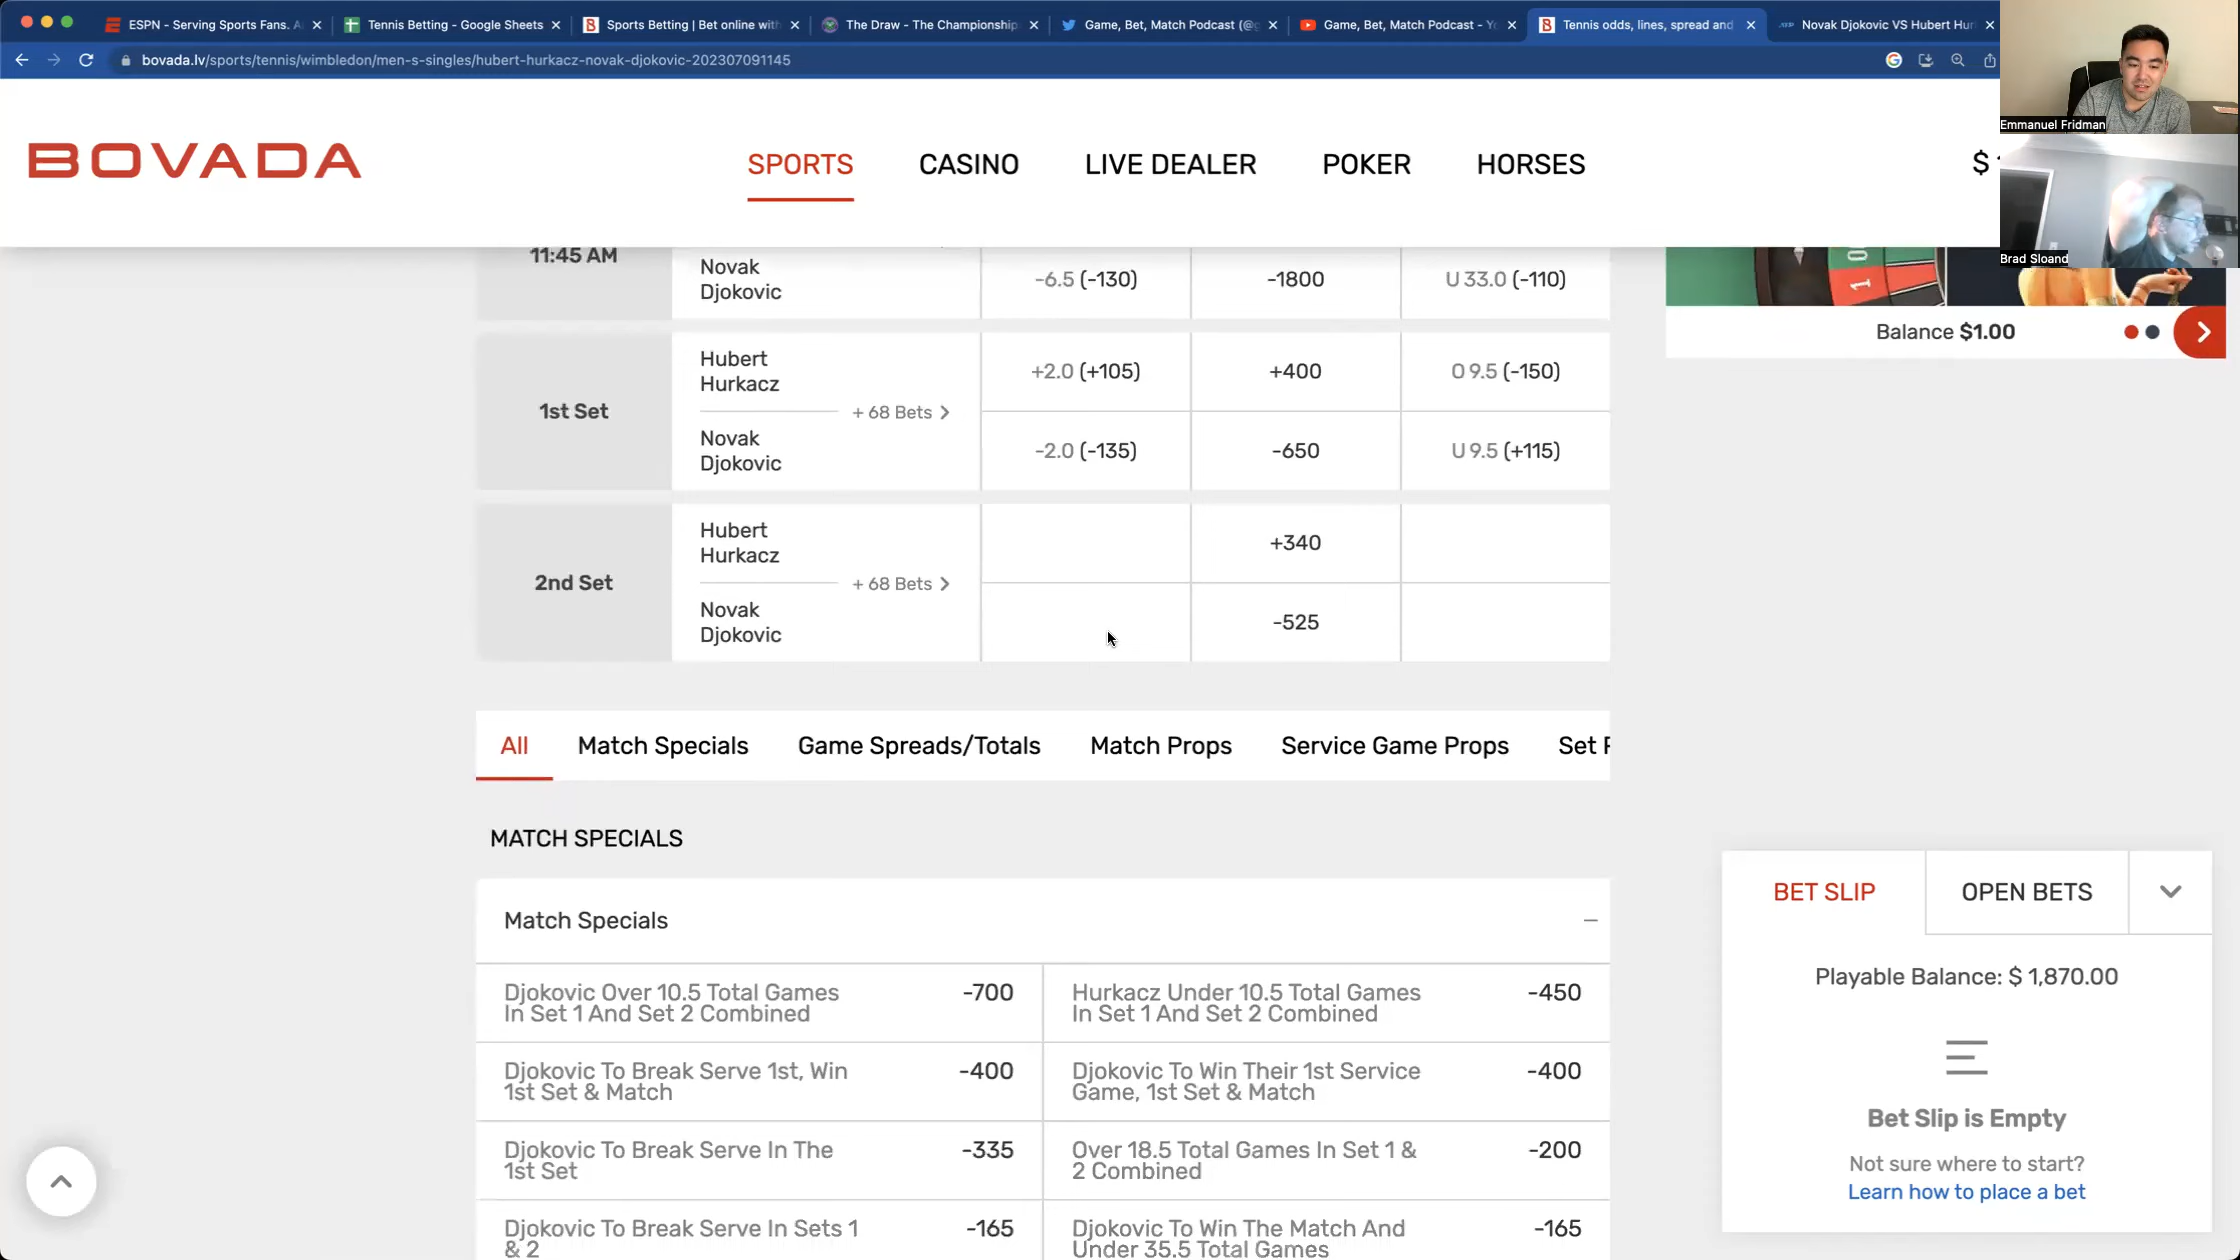 ESPN - Serving Sports Fans. A
Tennis Betting - Google Sheets
Sports Betting | Bet online with
The Draw - The Championship
Game, Bet, Match Podcast (@g
Game, Bet, Match Podcast - Yo
Tennis odds, lines, spread and
Novak Djokovic VS Hubert Hur
bovada.lv/sports/tennis/wimbledon/men-s-singles/hubert-hurkacz-novak-djokovic-202307091145
Emmanuel Fridman
Brad Sloand
BOVADA
SPORTS
CASINO
LIVE DEALER
POKER
HORSES
$
11:45 AM
Novak
Djokovic
-6.5 (-130)
-1800
U 33.0 (-110)
Balance $1.00
1st Set
Hubert
Hurkacz
+2.0 (+105)
+400
O 9.5 (-150)
+ 68 Bets
Novak
Djokovic
-2.0 (-135)
-650
U 9.5 (+115)
2nd Set
Hubert
Hurkacz
+340
+ 68 Bets
Novak
Djokovic
-525
All
Match Specials
Game Spreads/Totals
Match Props
Service Game Props
Set
MATCH SPECIALS
Match Specials
Djokovic Over 10.5 Total Games
In Set 1 And Set 2 Combined
-700
Hurkacz Under 10.5 Total Games
In Set 1 And Set 2 Combined
-450
Djokovic To Break Serve 1st, Win
1st Set & Match
-400
Djokovic To Win Their 1st Service
Game, 1st Set & Match
-400
Djokovic To Break Serve In The
1st Set
-335
Over 18.5 Total Games In Set 1 &
2 Combined
-200
Djokovic To Break Serve In Sets 1
& 2
-165
Djokovic To Win The Match And
Under 35.5 Total Games
-165
BET SLIP
OPEN BETS
Playable Balance: $ 1,870.00
Bet Slip is Empty
Not sure where to start?
Learn how to place a bet